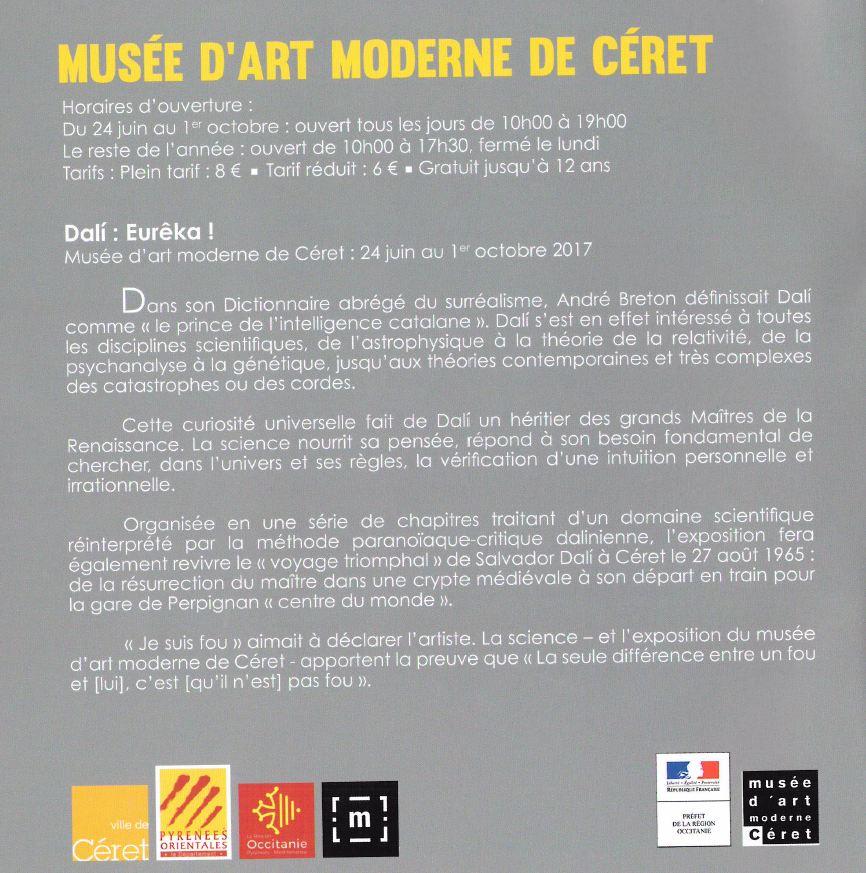 MUSÉE D'ART MODERNE DE CÉRET
Horaires d'ouverture :
Du 24 juin au 1er octobre : ouvert tous les jours de 10h00 à 19h00
Le reste de l'année : ouvert de 10h00 à 17h30, fermé le lundi
Tarifs : Plein tarif : 8 € ▪ Tarif réduit : 6 € ▪ Gratuit jusqu'à 12 ans
Dalí : Eurêka !
Musée d'art moderne de Céret : 24 juin au 1er octobre 2017
Dans son Dictionnaire abrégé du surréalisme, André Breton définissait Dalí
comme « le prince de l'intelligence catalane ». Dalí s'est en effet intéressé à toutes
les disciplines scientifiques, de l'astrophysique à la théorie de la relativité, de la
psychanalyse à la génétique, jusqu'aux théories contemporaines et très complexes
des catastrophes ou des cordes.
Cette curiosité universelle fait de Dalí un héritier des grands Maîtres de la
Renaissance. La science nourrit sa pensée, répond à son besoin fondamental de
chercher, dans l'univers et ses règles, la vérification d'une intuition personnelle et
irrationnelle.
Organisée en une série de chapitres traitant d'un domaine scientifique
réinterprété par la méthode paranoïaque-critique dalinienne, l'exposition fera
également revivre le « voyage triomphal » de Salvador Dalí à Céret le 27 août 1965 :
de la résurrection du maître dans une crypte médiévale à son départ en train pour
la gare de Perpignan « centre du monde ».
« Je suis fou » aimait à déclarer l'artiste. La science – et l'exposition du musée
d'art moderne de Céret - apportent la preuve que « La seule différence entre un fou
et [lui], c'est [qu'il n'est] pas fou ».
ville de
Céret
PYRENEES
ORIENTALES
le Département
La Région
Occitanie
Pyrénées - Méditerranée
[m]
Liberté • Égalité • Fraternité
RÉPUBLIQUE FRANÇAISE
PRÉFET
DE LA RÉGION
OCCITANIE
musée
d'art
moderne
Céret